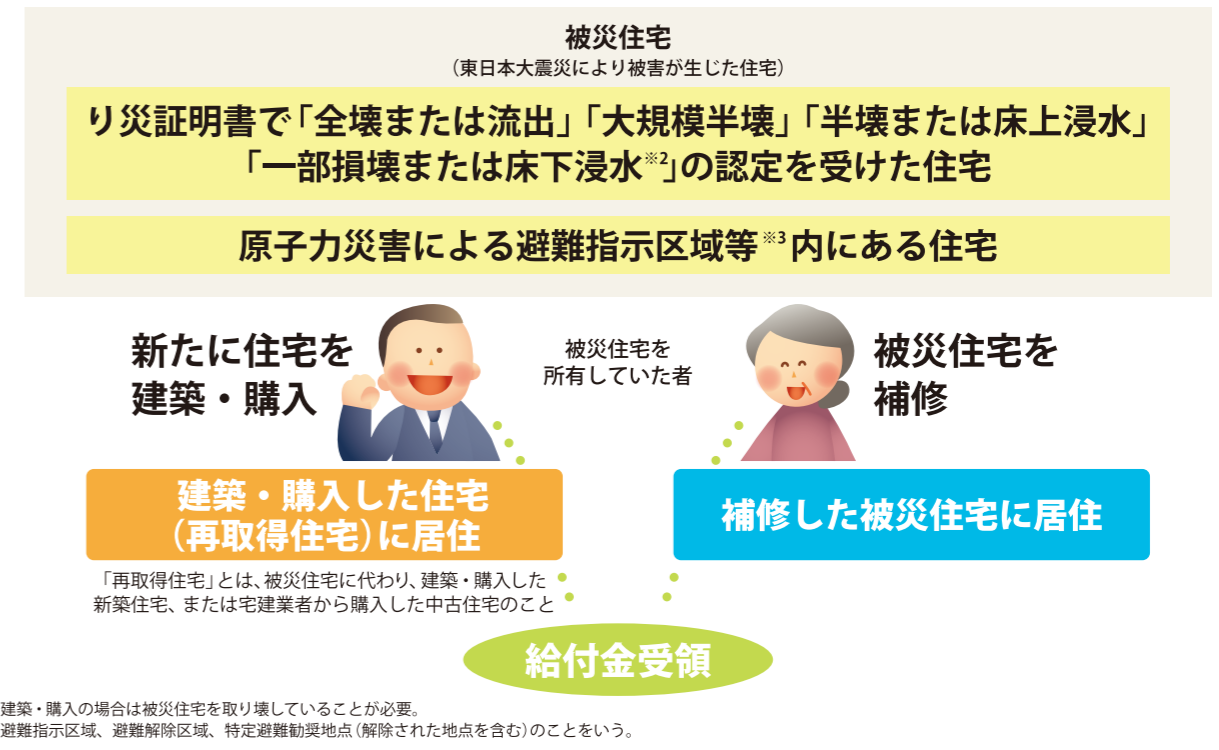 被災住宅
（東日本大震災により被害が生じた住宅）
り災証明書で「全壊または流出」「大規模半壊」「半壊または床上浸水」
「一部損壊または床下浸水※2」の認定を受けた住宅
原子力災害による避難指示区域等※3内にある住宅
新たに住宅を
建築・購入
被災住宅を
所有していた者
被災住宅を
補修
建築・購入した住宅
（再取得住宅）に居住
「再取得住宅」とは、被災住宅に代わり、建築・購入した
新築住宅、または宅建業者から購入した中古住宅のこと
補修した被災住宅に居住
給付金受領
建築・購入の場合は被災住宅を取り壊していることが必要。
避難指示区域、避難解除区域、特定避難勧奨地点（解除された地点を含む）のことをいう。